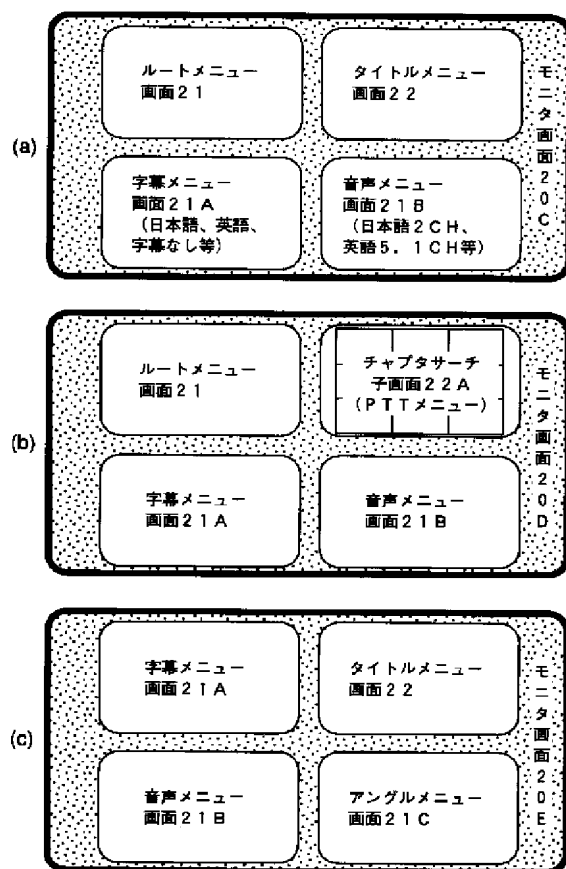 (a)
ルートメニュー
画面21
タイトルメニュー
画面22
字幕メニュー
画面21A
(日本語、英語、
字幕なし等)
音声メニュー
画面21B
(日本語2CH、
英語5.1CH等)
モニタ画面20C
(b)
ルートメニュー
画面21
チャプタサーチ
子画面22A
(PTTメニュー)
字幕メニュー
画面21A
音声メニュー
画面21B
モニタ画面20D
(c)
字幕メニュー
画面21A
タイトルメニュー
画面22
音声メニュー
画面21B
アングルメニュー
画面21C
モニタ画面20E